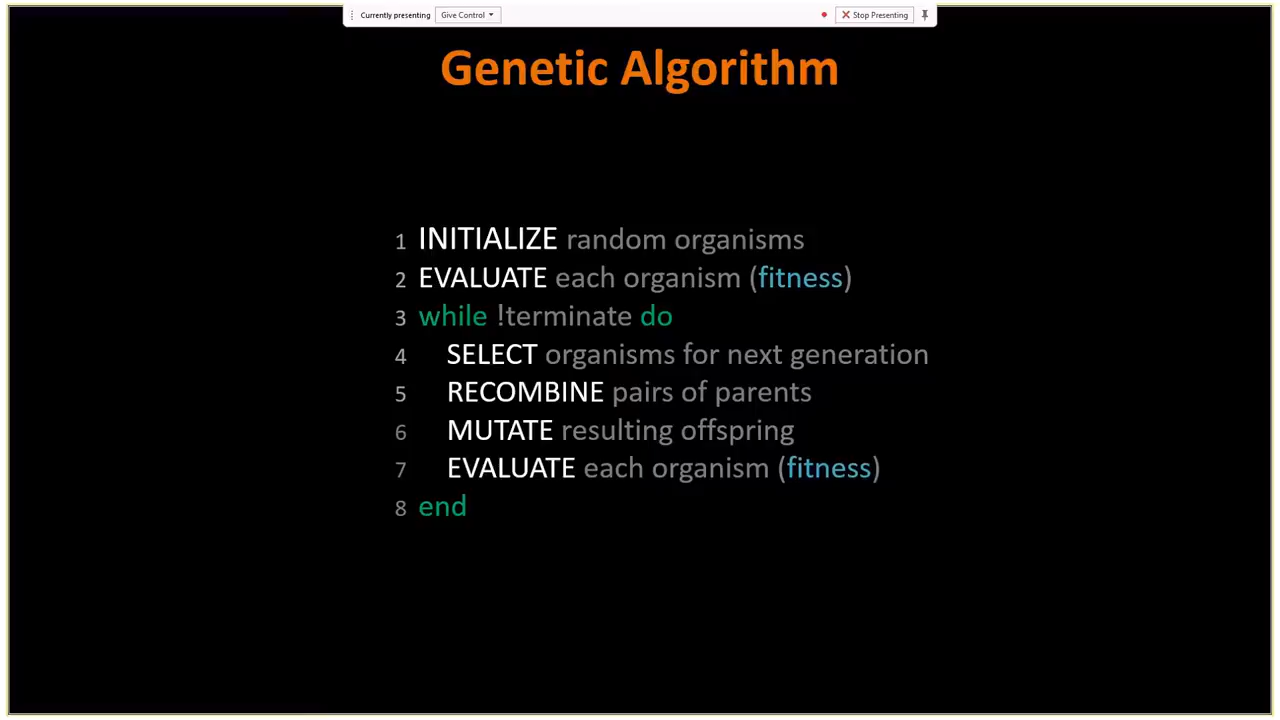 Currently presenting Give Control Stop Presenting
Genetic Algorithm
1 INITIALIZE random organisms
2 EVALUATE each organism (fitness)
3 while !terminate do
4 SELECT organisms for next generation
5 RECOMBINE pairs of parents
6 MUTATE resulting offspring
7 EVALUATE each organism (fitness)
8 end